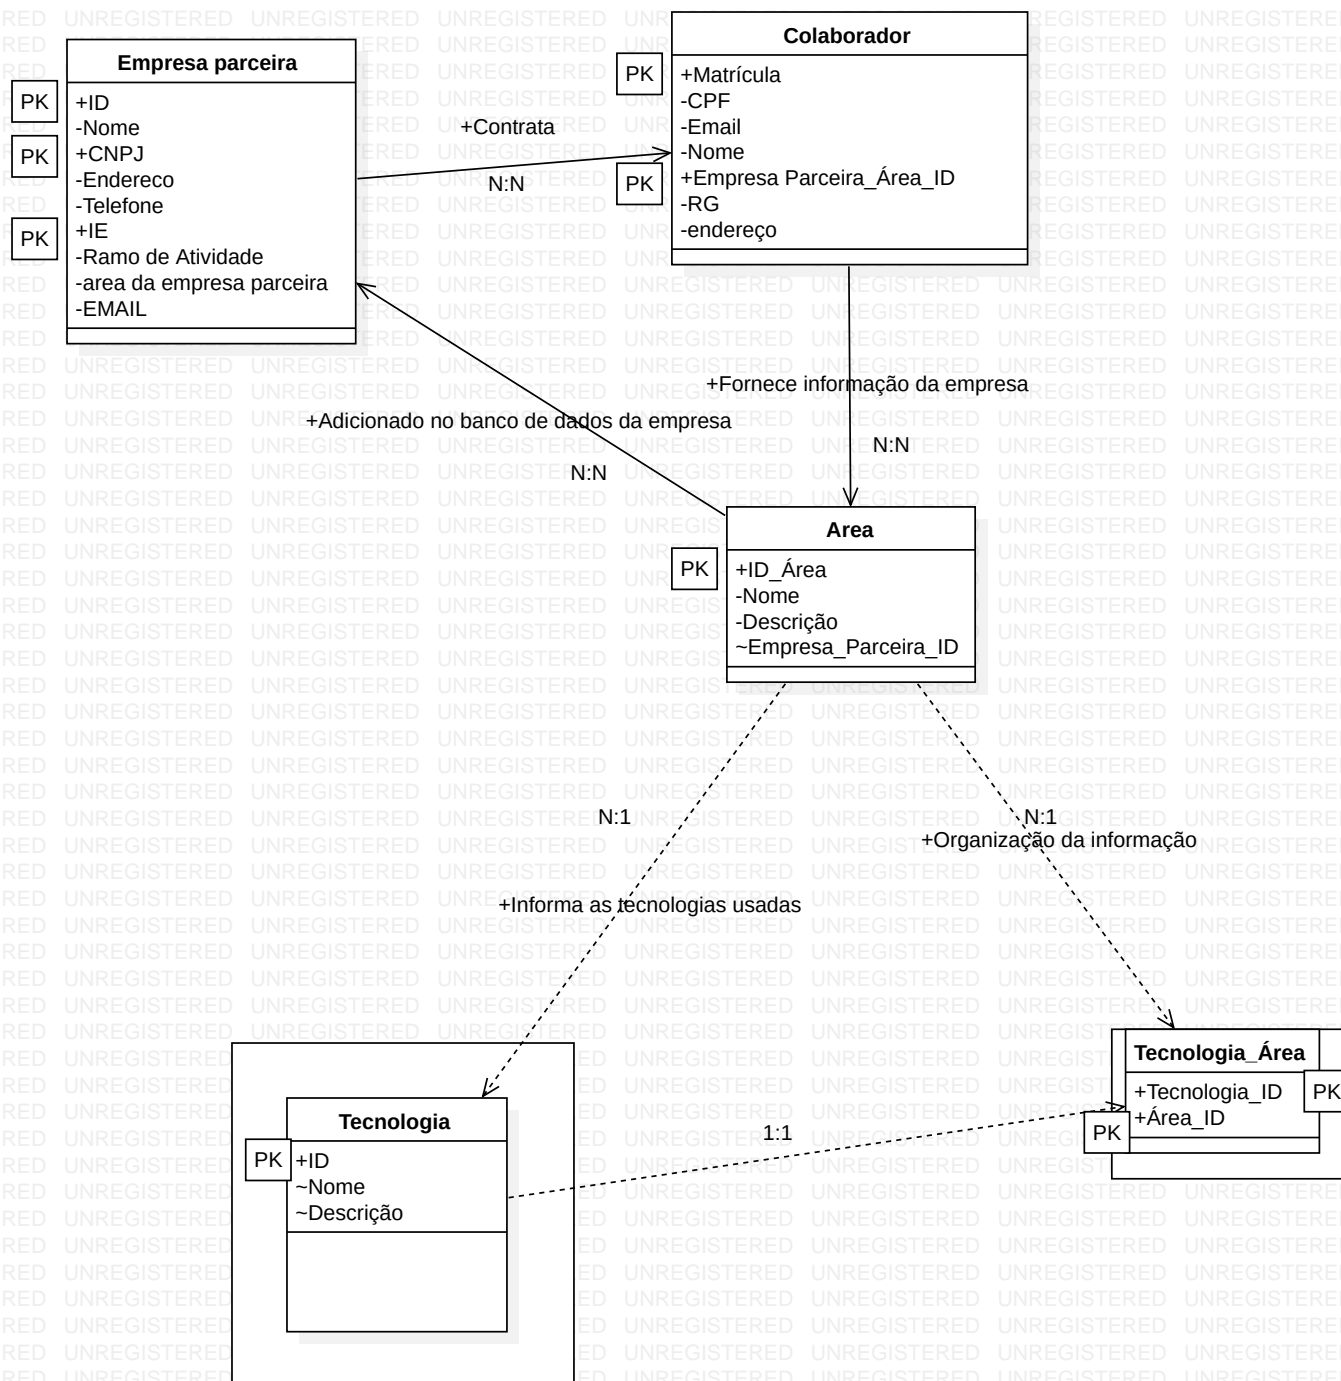 Empresa parceira
PK
+ID
-Nome
PK
+CNPJ
-Endereco
-Telefone
PK
+IE
-Ramo de Atividade
-area da empresa parceira
-EMAIL
+Contrata
N:N
Colaborador
PK
+Matrícula
-CPF
-Email
-Nome
PK
+Empresa Parceira_Área_ID
-RG
-endereço
+Fornece informação da empresa
N:N
+Adicionado no banco de dados da empresa
N:N
Area
PK
+ID_Área
-Nome
-Descrição
~Empresa_Parceira_ID
N:1
+Informa as tecnologias usadas
N:1
+Organização da informação
Tecnologia
PK
+ID
~Nome
~Descrição
1:1
Tecnologia_Área
+Tecnologia_ID
PK
+Área_ID
PK
UNREGISTERED